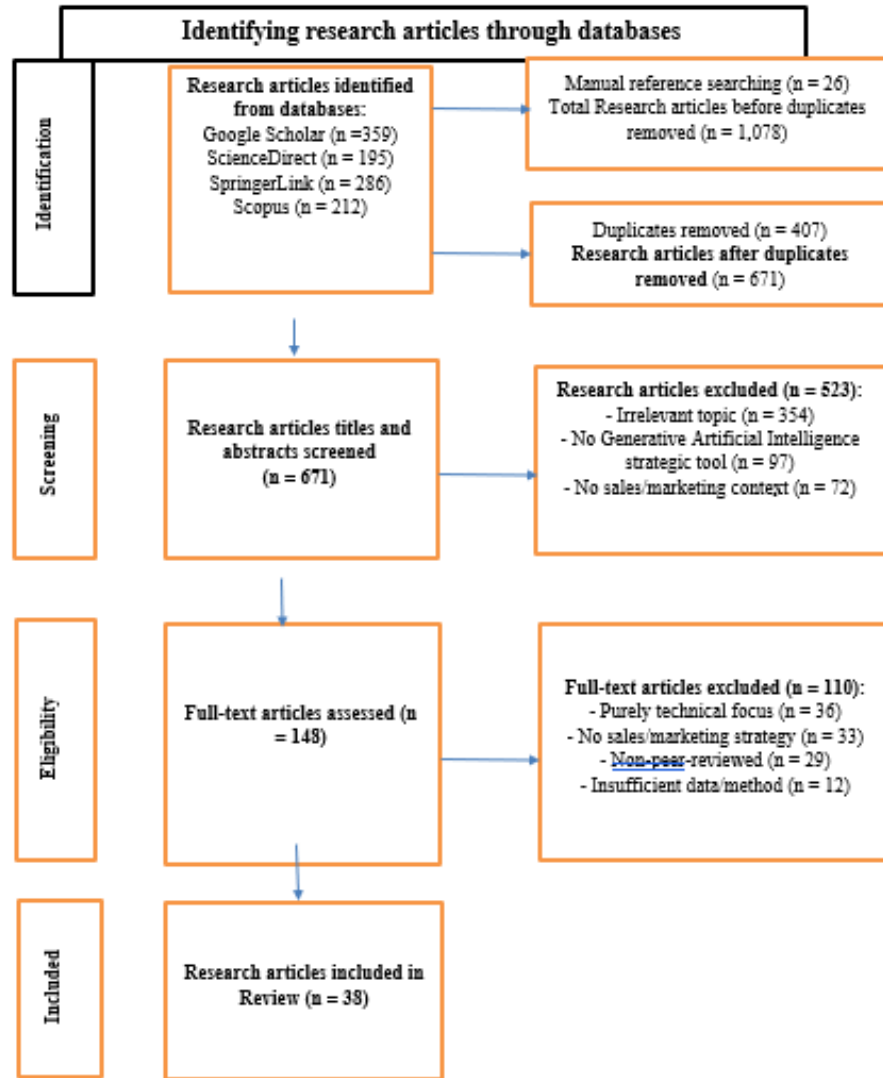 Identifying research articles through databases
Identification
Research articles identified
from databases:
Google Scholar (n =359)
ScienceDirect (n = 195)
SpringerLink (n = 286)
Scopus (n = 212)
Manual reference searching (n = 26)
Total Research articles before duplicates
removed (n = 1,078)
Duplicates removed (n = 407)
Research articles after duplicates
removed (n = 671)
Screening
Research articles titles and
abstracts screened
(n = 671)
Research articles excluded (n = 523):
- Irrelevant topic (n = 354)
- No Generative Artificial Intelligence
strategic tool (n = 97)
- No sales/marketing context (n = 72)
Eligibility
Full-text articles assessed (n
= 148)
Full-text articles excluded (n = 110):
- Purely technical focus (n = 36)
- No sales/marketing strategy (n = 33)
- Non-peer-reviewed (n = 29)
- Insufficient data/method (n = 12)
Included
Research articles included in
Review (n = 38)